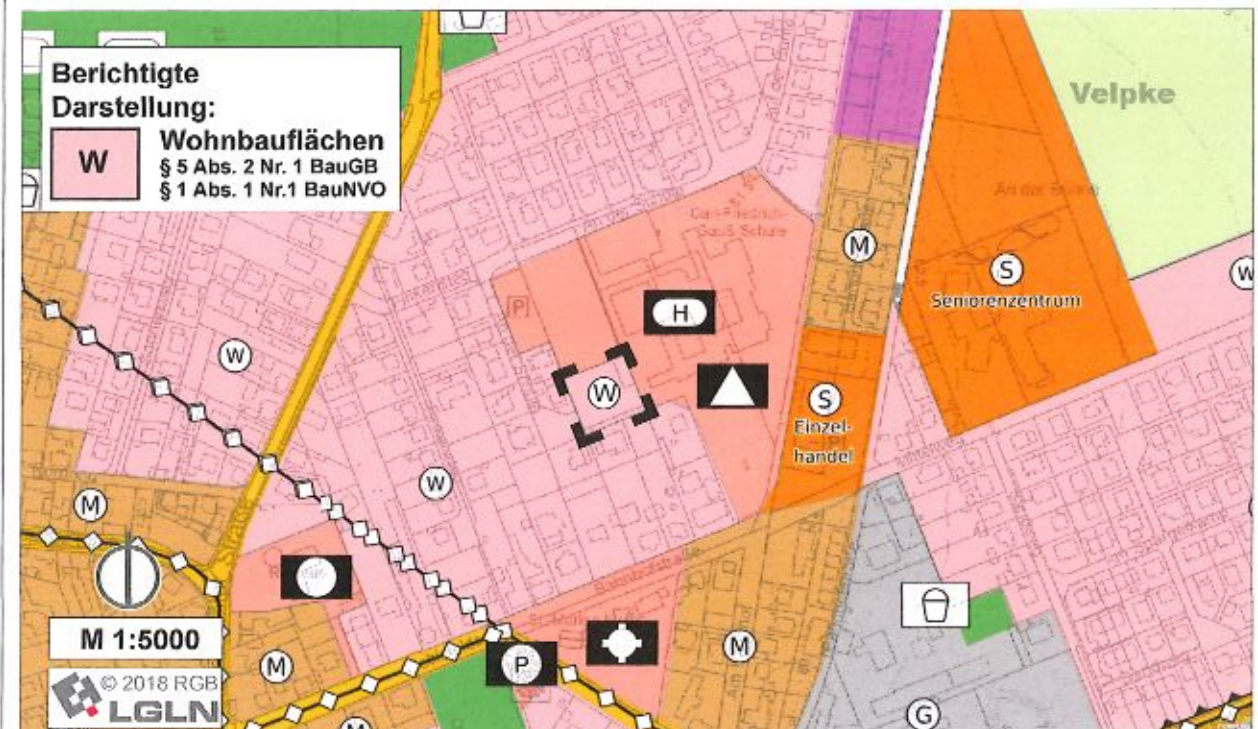 Berichtigte
Darstellung:
W
Wohnbauflächen
§ 5 Abs. 2 Nr. 1 BauGB
§ 1 Abs. 1 Nr.1 BauNVO
Velpke
An der
Carl-Friedrich-
Gauß Schule
M
S
Seniorenzentrum
W
P
H
W
W
S
Einzel-
handel
W
M
Bahnhofstraße
M 1:5000
M
P
M
© 2018 RGB
LGLN
M
G